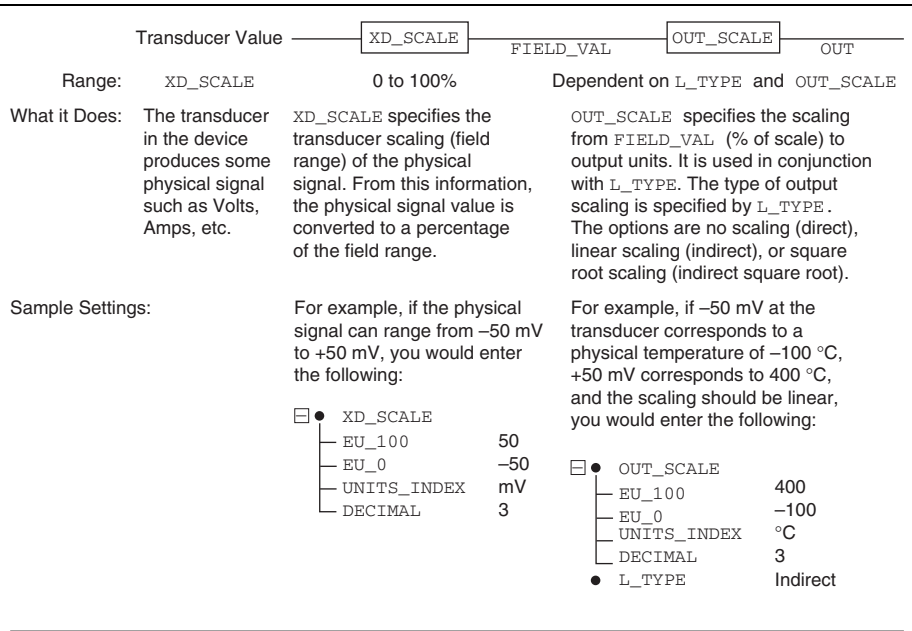 Transducer Value XD_SCALE FIELD_VAL OUT_SCALE OUT
Range: XD_SCALE 0 to 100% Dependent on L_TYPE and OUT_SCALE
What it Does:
The transducer
in the device
produces some
physical signal
such as Volts,
Amps, etc.
XD_SCALE specifies the
transducer scaling (field
range) of the physical
signal. From this information,
the physical signal value is
converted to a percentage
of the field range.
OUT_SCALE specifies the scaling
from FIELD_VAL (% of scale) to
output units. It is used in conjunction
with L_TYPE. The type of output
scaling is specified by L_TYPE.
The options are no scaling (direct),
linear scaling (indirect), or square
root scaling (indirect square root).
Sample Settings:
For example, if the physical
signal can range from –50 mV
to +50 mV, you would enter
the following:
XD_SCALE
EU_100 50
EU_0 –50
UNITS_INDEX mV
DECIMAL 3
For example, if –50 mV at the
transducer corresponds to a
physical temperature of –100 °C,
+50 mV corresponds to 400 °C,
and the scaling should be linear,
you would enter the following:
OUT_SCALE
EU_100 400
EU_0 –100
UNITS_INDEX °C
DECIMAL 3
L_TYPE Indirect